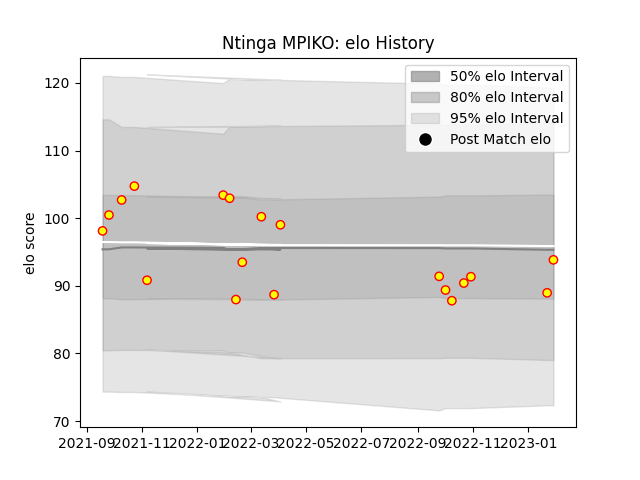 Ntinga MPIKO: elo History
50% elo Interval
80% elo Interval
95% elo Interval
Post Match elo
elo score
120
110
100
90
80
70
2021-09 2021-11 2022-01 2022-03 2022-05 2022-07 2022-09 2022-11 2023-01